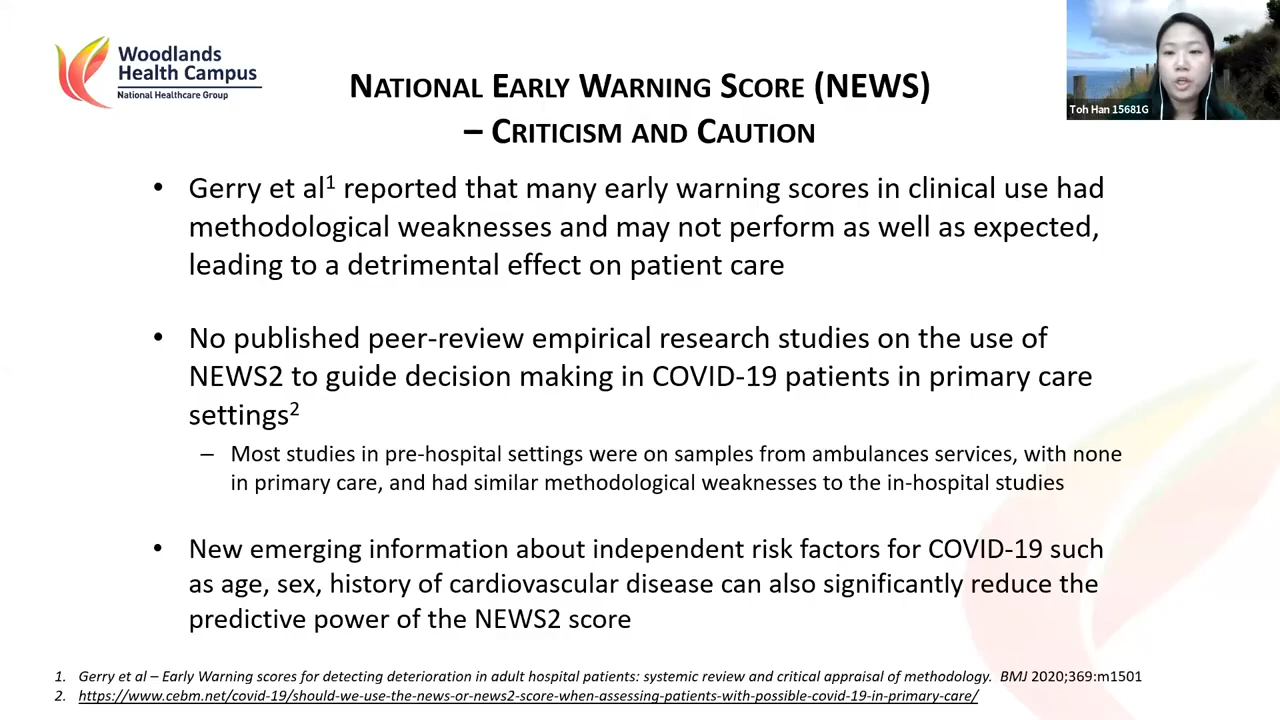 Woodlands
Health Campus
National Healthcare Group
NATIONAL EARLY WARNING SCORE (NEWS)
– CRITICISM AND CAUTION
Toh Han 15681G
• Gerry et al1 reported that many early warning scores in clinical use had
methodological weaknesses and may not perform as well as expected,
leading to a detrimental effect on patient care
• No published peer-review empirical research studies on the use of
NEWS2 to guide decision making in COVID-19 patients in primary care
settings2
– Most studies in pre-hospital settings were on samples from ambulances services, with none
in primary care, and had similar methodological weaknesses to the in-hospital studies
• New emerging information about independent risk factors for COVID-19 such
as age, sex, history of cardiovascular disease can also significantly reduce the
predictive power of the NEWS2 score
1. Gerry et al – Early Warning scores for detecting deterioration in adult hospital patients: systemic review and critical appraisal of methodology. BMJ 2020;369:m1501
2. https://www.cebm.net/covid-19/should-we-use-the-news-or-news2-score-when-assessing-patients-with-possible-covid-19-in-primary-care/